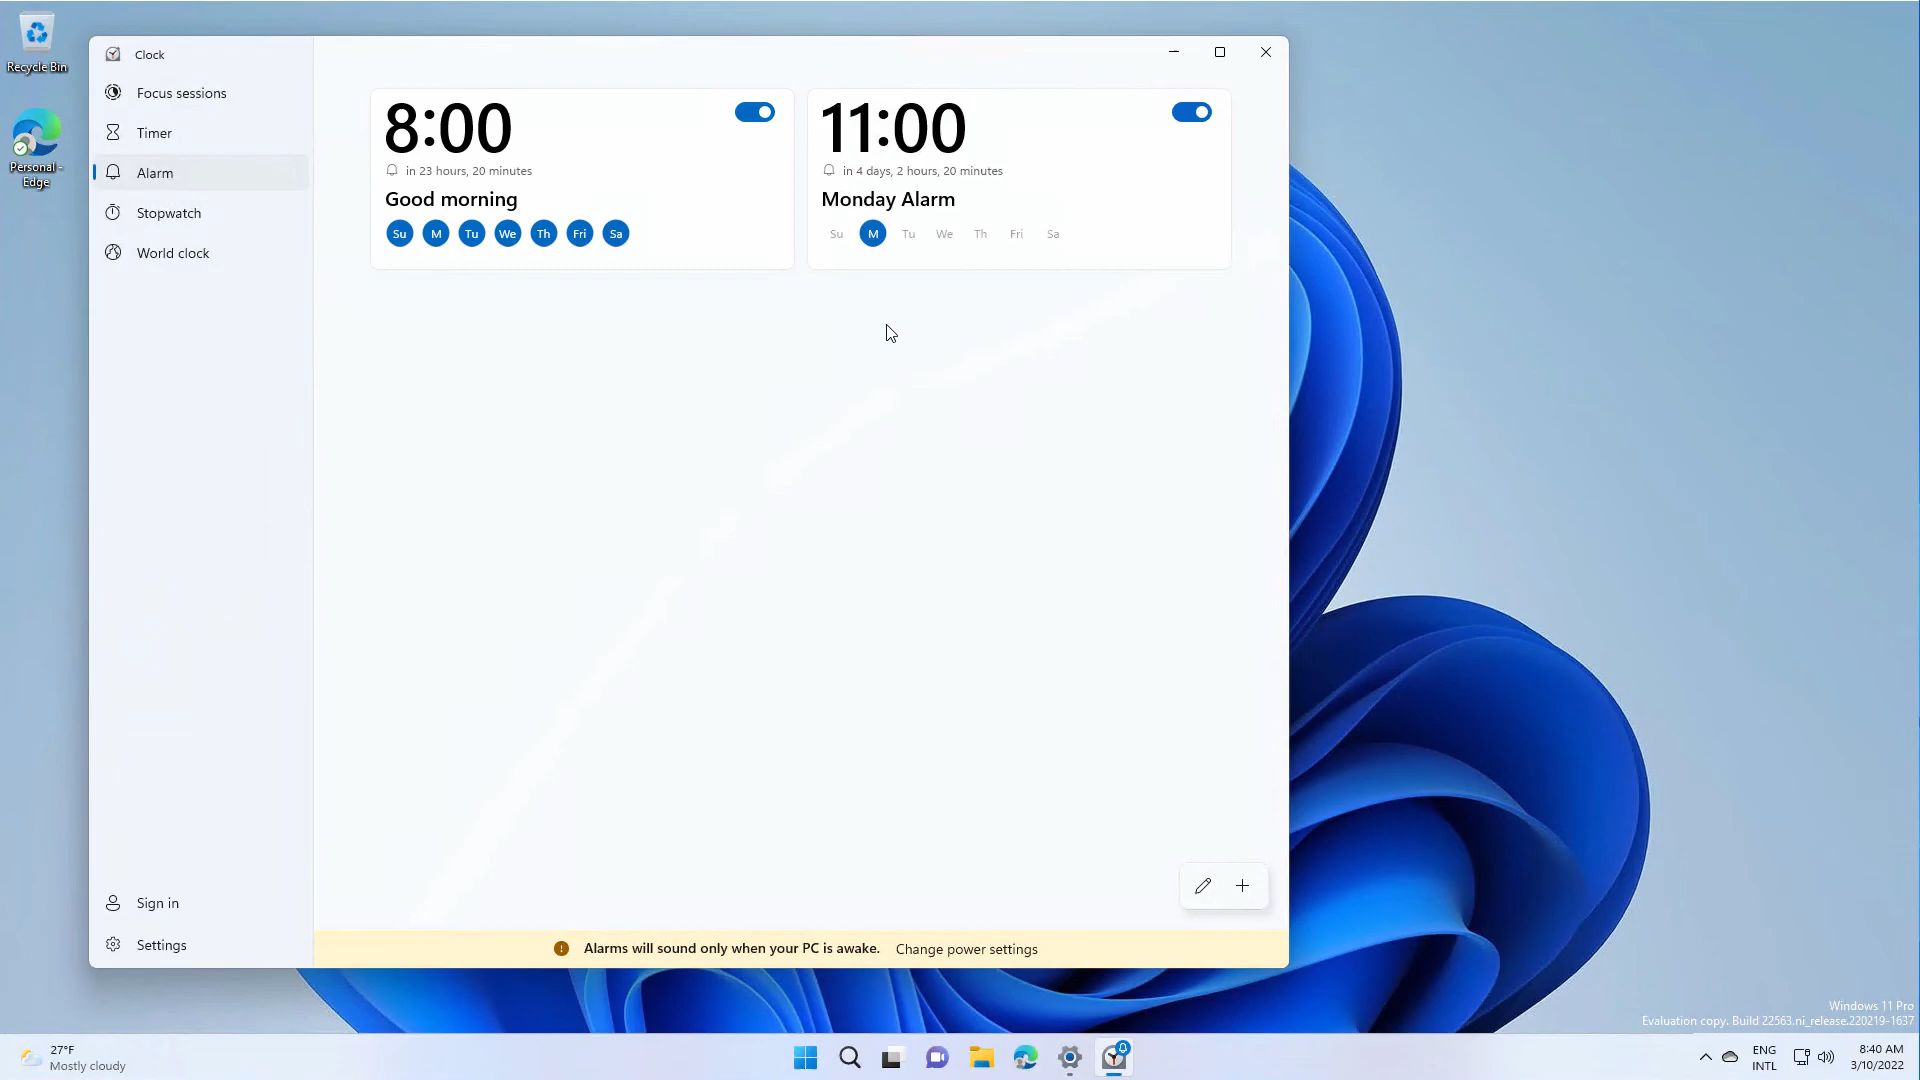 Recycle Bin
Personal -
Edge
Clock
Focus sessions
Timer
Alarm
Stopwatch
World clock
Sign in
Settings
8:00
in 23 hours, 20 minutes
Good morning
Su M Tu We Th Fri Sa
11:00
in 4 days, 2 hours, 20 minutes
Monday Alarm
Su M Tu We Th Fri Sa
Alarms will sound only when your PC is awake. Change power settings
Windows 11 Pro
Evaluation copy. Build 22563.ni_release.220219-1637
27°F
Mostly cloudy
ENG
INTL
8:40 AM
3/10/2022